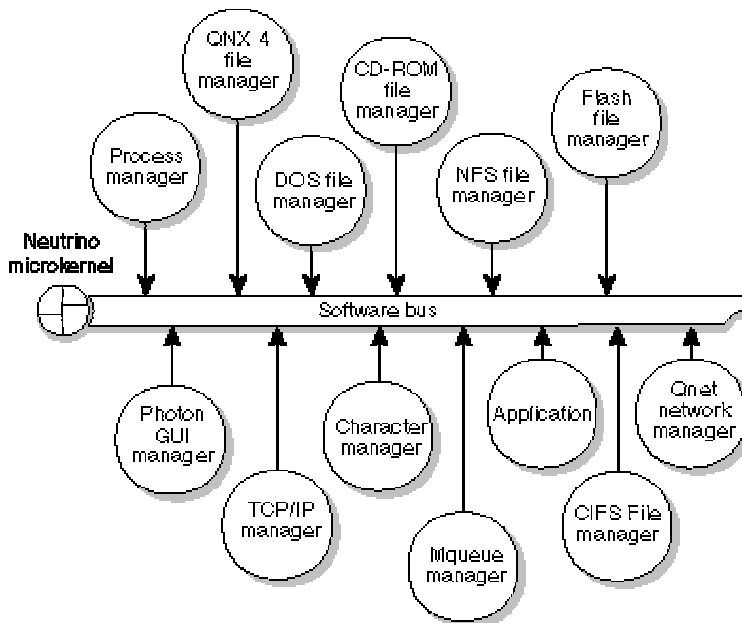 QNX 4
file
manager
CD-ROM
file
manager
Flash
file
manager
Process
manager
DOS file
manager
NFS file
manager
Neutrino
microkernel
Software bus
Photon
GUI
manager
Character
manager
Application
Qnet
network
manager
TCP/IP
manager
CIFS File
manager
Mqueue
manager